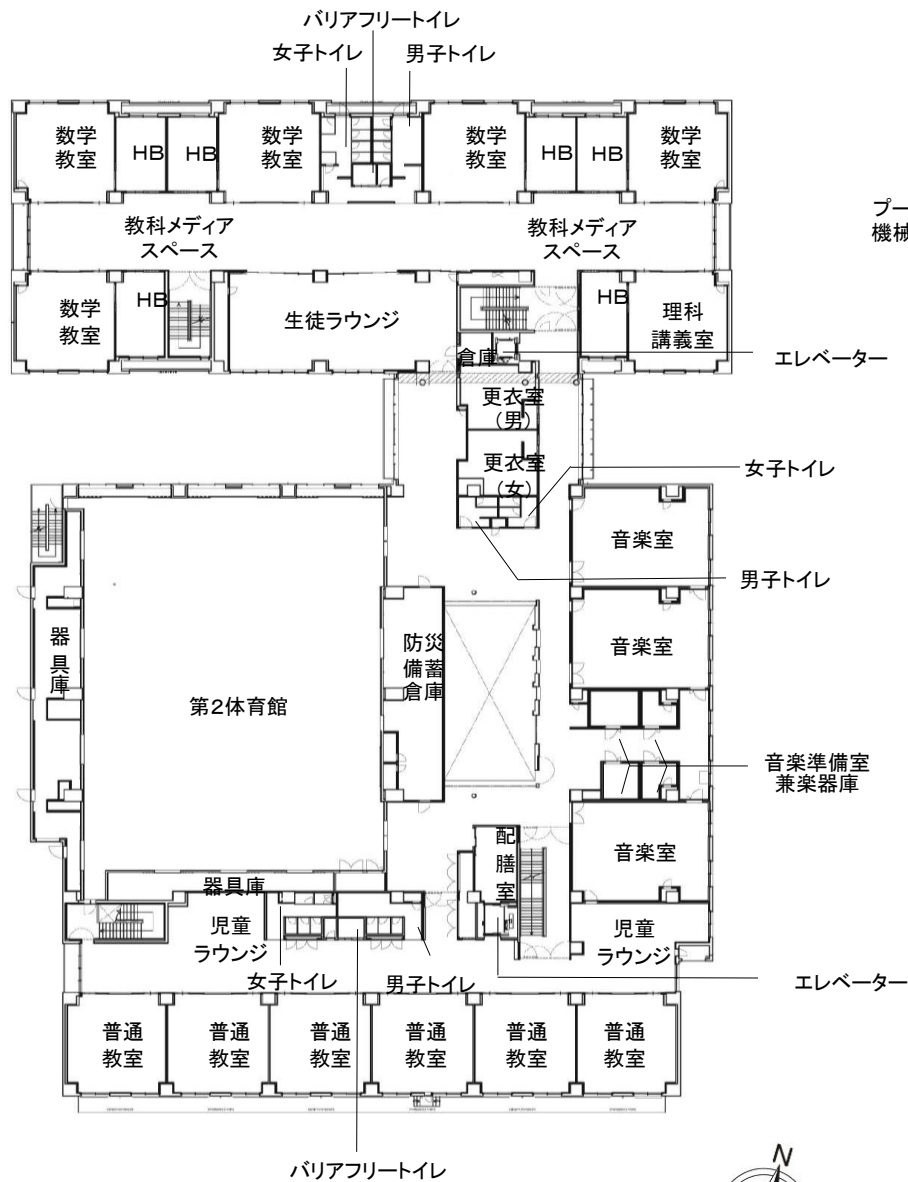 バリアフリートイレ
女子トイレ
男子トイレ
数学
教室
HB
HB
数学
教室
数学
教室
HB
HB
数学
教室
プー
機械
教科メディア
スペース
教科メディア
スペース
数学
教室
HB
生徒ラウンジ
HB
理科
講義室
倉庫
エレベーター
更衣室
(男)
更衣室
(女)
女子トイレ
音楽室
男子トイレ
器
具
庫
第2体育館
防災
備蓄
倉庫
音楽室
音楽準備室
兼楽器庫
配
膳
室
音楽室
器具庫
児童
ラウンジ
児童
ラウンジ
女子トイレ
男子トイレ
エレベーター
普通
教室
普通
教室
普通
教室
普通
教室
普通
教室
普通
教室
バリアフリートイレ
N